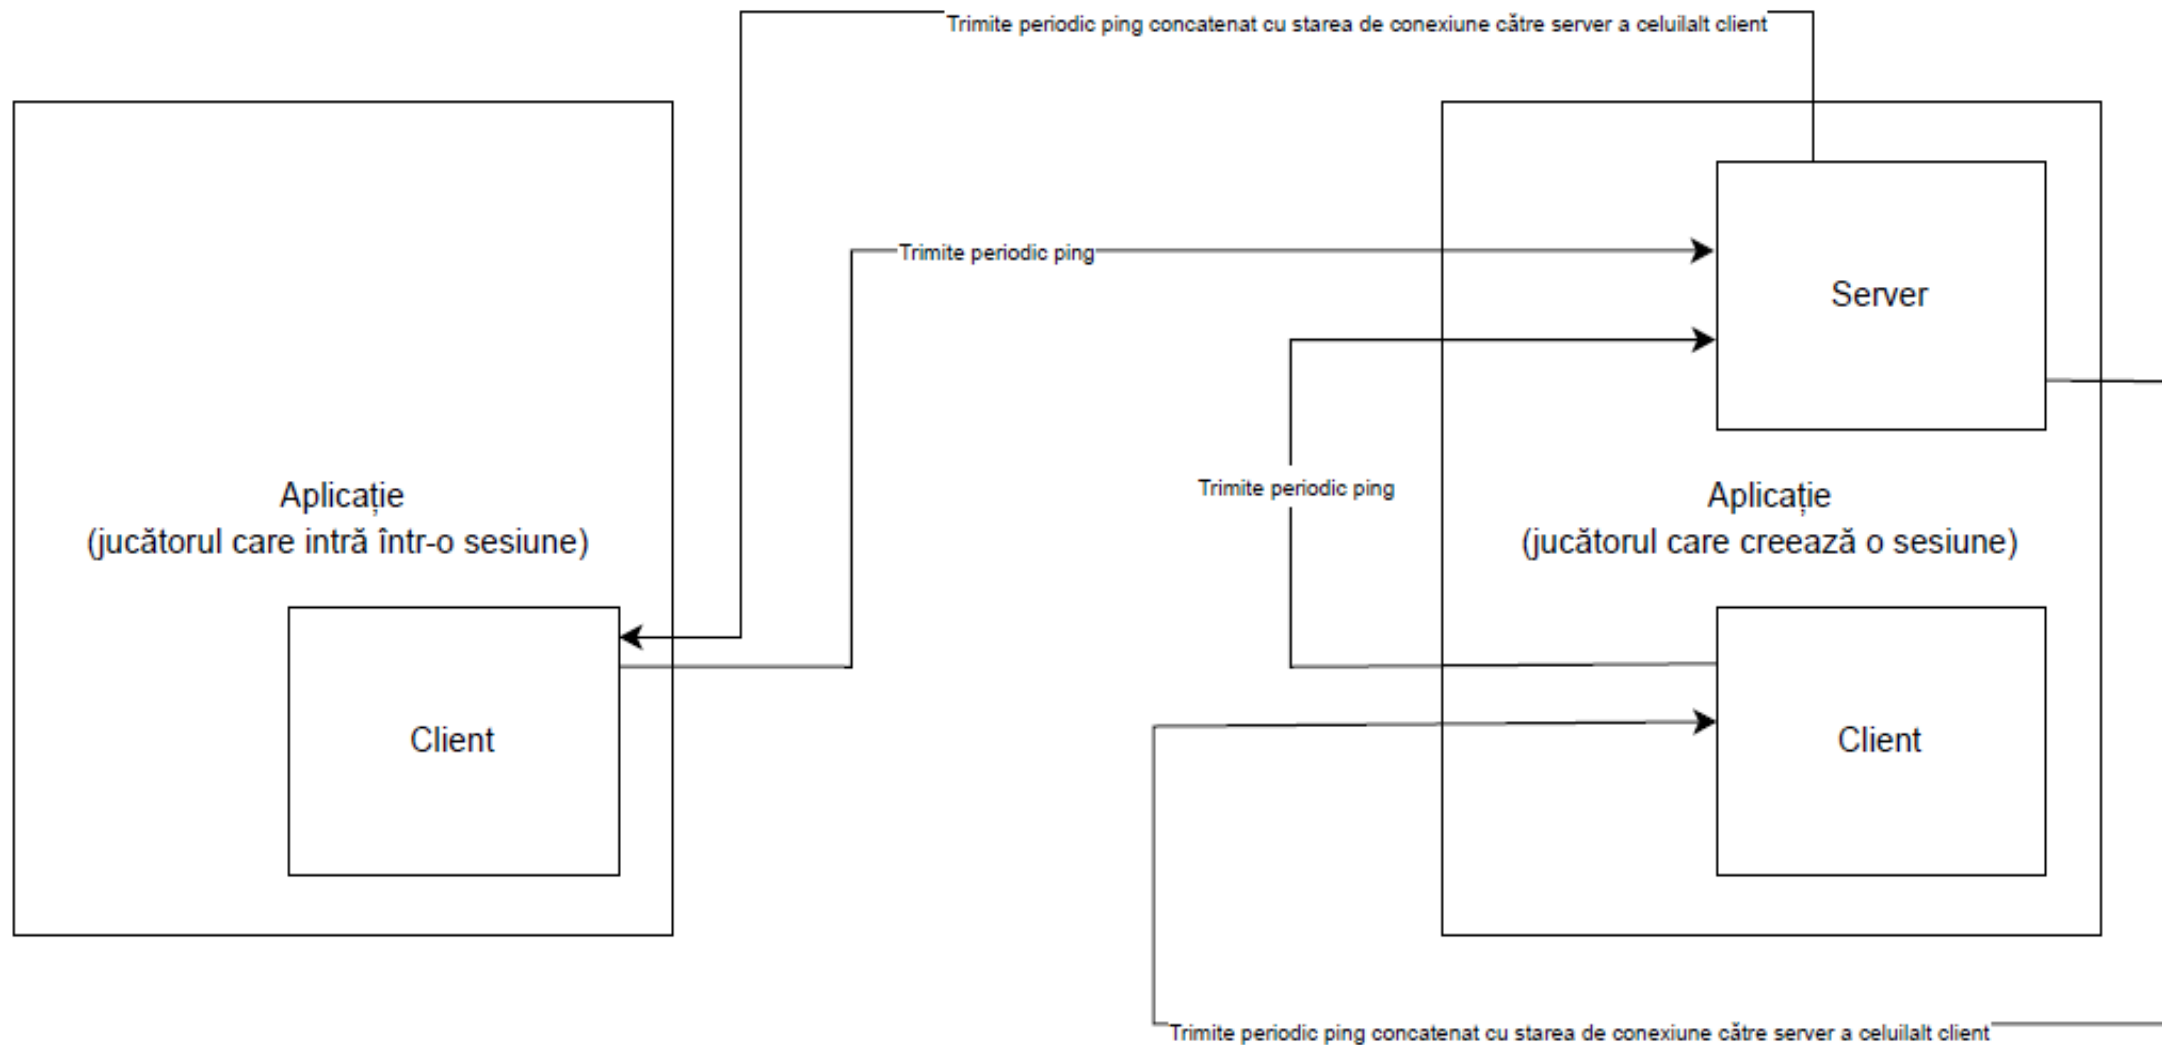 Trimite periodic ping concatenat cu starea de conexiune către server a celuilalt client
Trimite periodic ping
Server
Trimite periodic ping
Aplicație
(jucătorul care intră într-o sesiune)
Aplicație
(jucătorul care creează o sesiune)
Client
Client
Trimite periodic ping concatenat cu starea de conexiune către server a celuilalt client